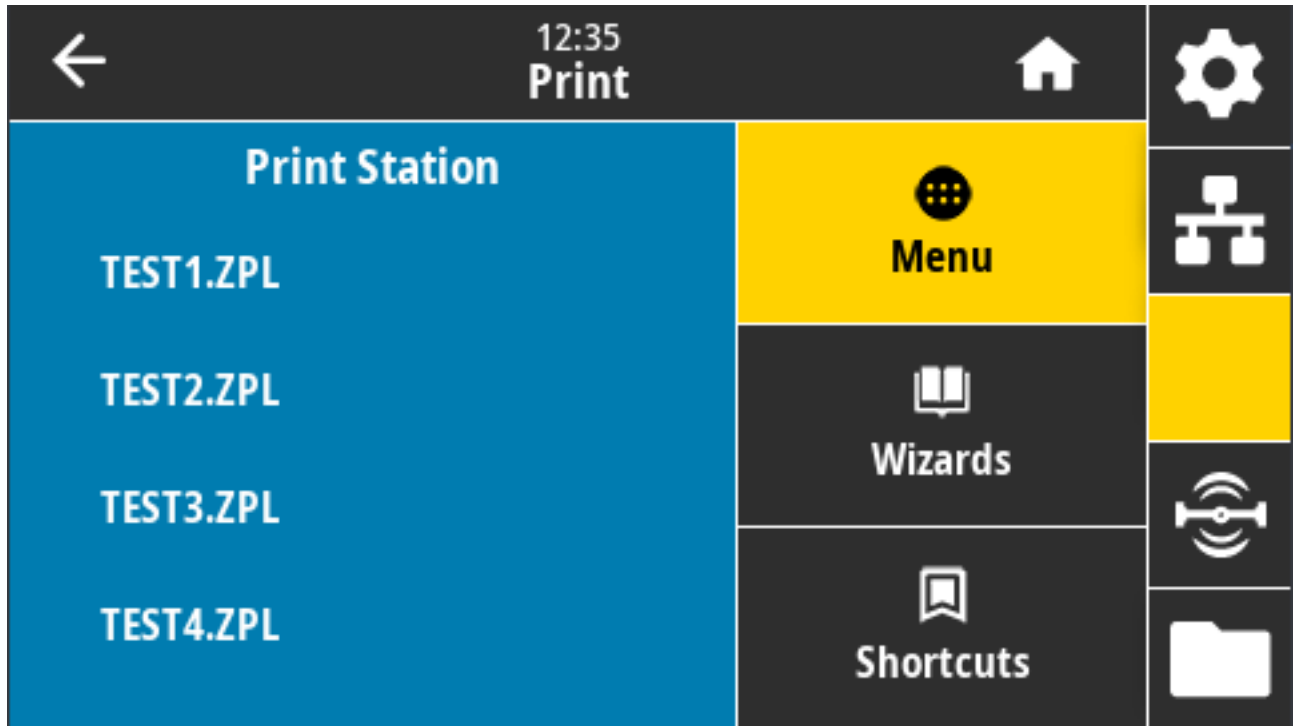 12:35
Print
Print Station
TEST1.ZPL
TEST2.ZPL
TEST3.ZPL
TEST4.ZPL
Menu
Wizards
Shortcuts